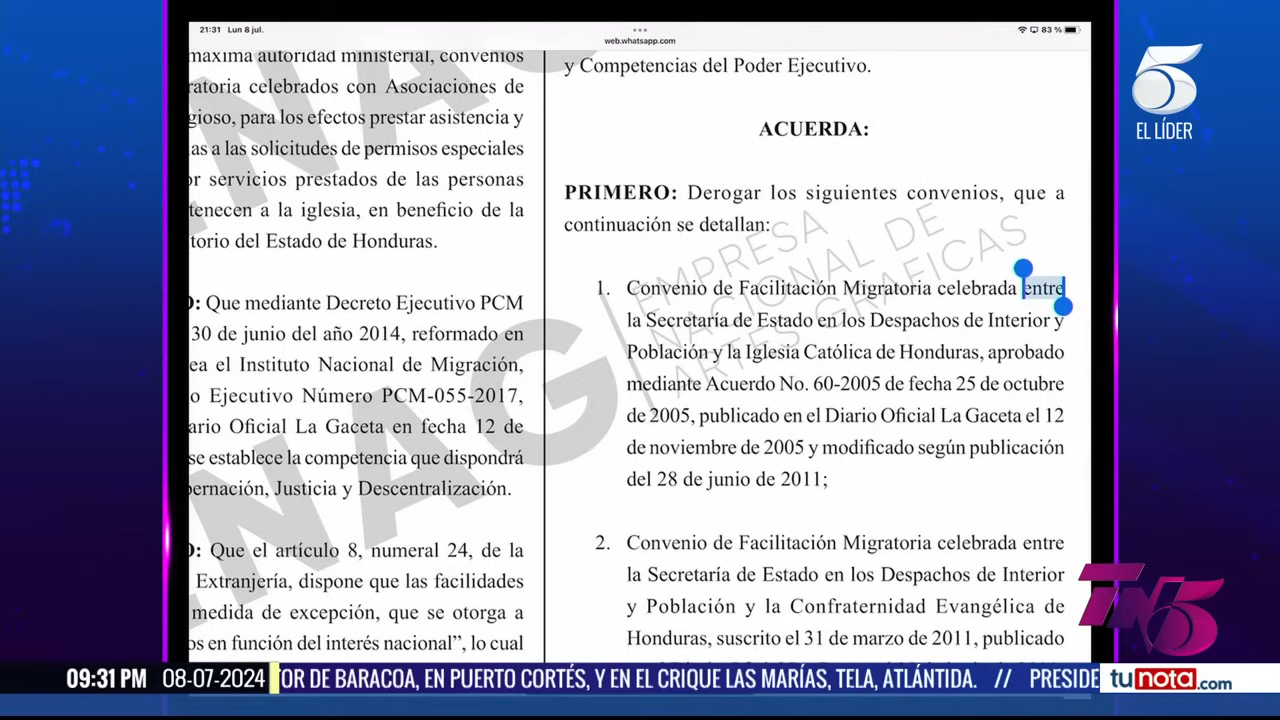 21:31 Lun 8 jul.
web.whatsapp.com
83 %
máxima autoridad ministerial, convenios
ratoria celebrados con Asociaciones de
gioso, para los efectos prestar asistencia y
as a las solicitudes de permisos especiales
or servicios prestados de las personas
tenecen a la iglesia, en beneficio de la
torio del Estado de Honduras.
O: Que mediante Decreto Ejecutivo PCM
30 de junio del año 2014, reformado en
ea el Instituto Nacional de Migración,
o Ejecutivo Número PCM-055-2017,
ario Oficial La Gaceta en fecha 12 de
se establece la competencia que dispondrá
bernación, Justicia y Descentralización.
O: Que el artículo 8, numeral 24, de la
Extranjería, dispone que las facilidades
medida de excepción, que se otorga a
os en función del interés nacional”, lo cual
y Competencias del Poder Ejecutivo.
ACUERDA:
PRIMERO: Derogar los siguientes convenios, que a
continuación se detallan:
1. Convenio de Facilitación Migratoria celebrada entre
la Secretaría de Estado en los Despachos de Interior y
Población y la Iglesia Católica de Honduras, aprobado
mediante Acuerdo No. 60-2005 de fecha 25 de octubre
de 2005, publicado en el Diario Oficial La Gaceta el 12
de noviembre de 2005 y modificado según publicación
del 28 de junio de 2011;
2. Convenio de Facilitación Migratoria celebrada entre
la Secretaría de Estado en los Despachos de Interior
y Población y la Confraternidad Evangélica de
Honduras, suscrito el 31 de marzo de 2011, publicado
EMPRESA
NACIONAL DE
ARTES GRAFICAS
ENAG
5
EL LÍDER
TN5
09:31 PM 08-07-2024 TOR DE BARACOA, EN PUERTO CORTÉS, Y EN EL CRIQUE LAS MARÍAS, TELA, ATLÁNTIDA. // PRESIDE
tunota.com